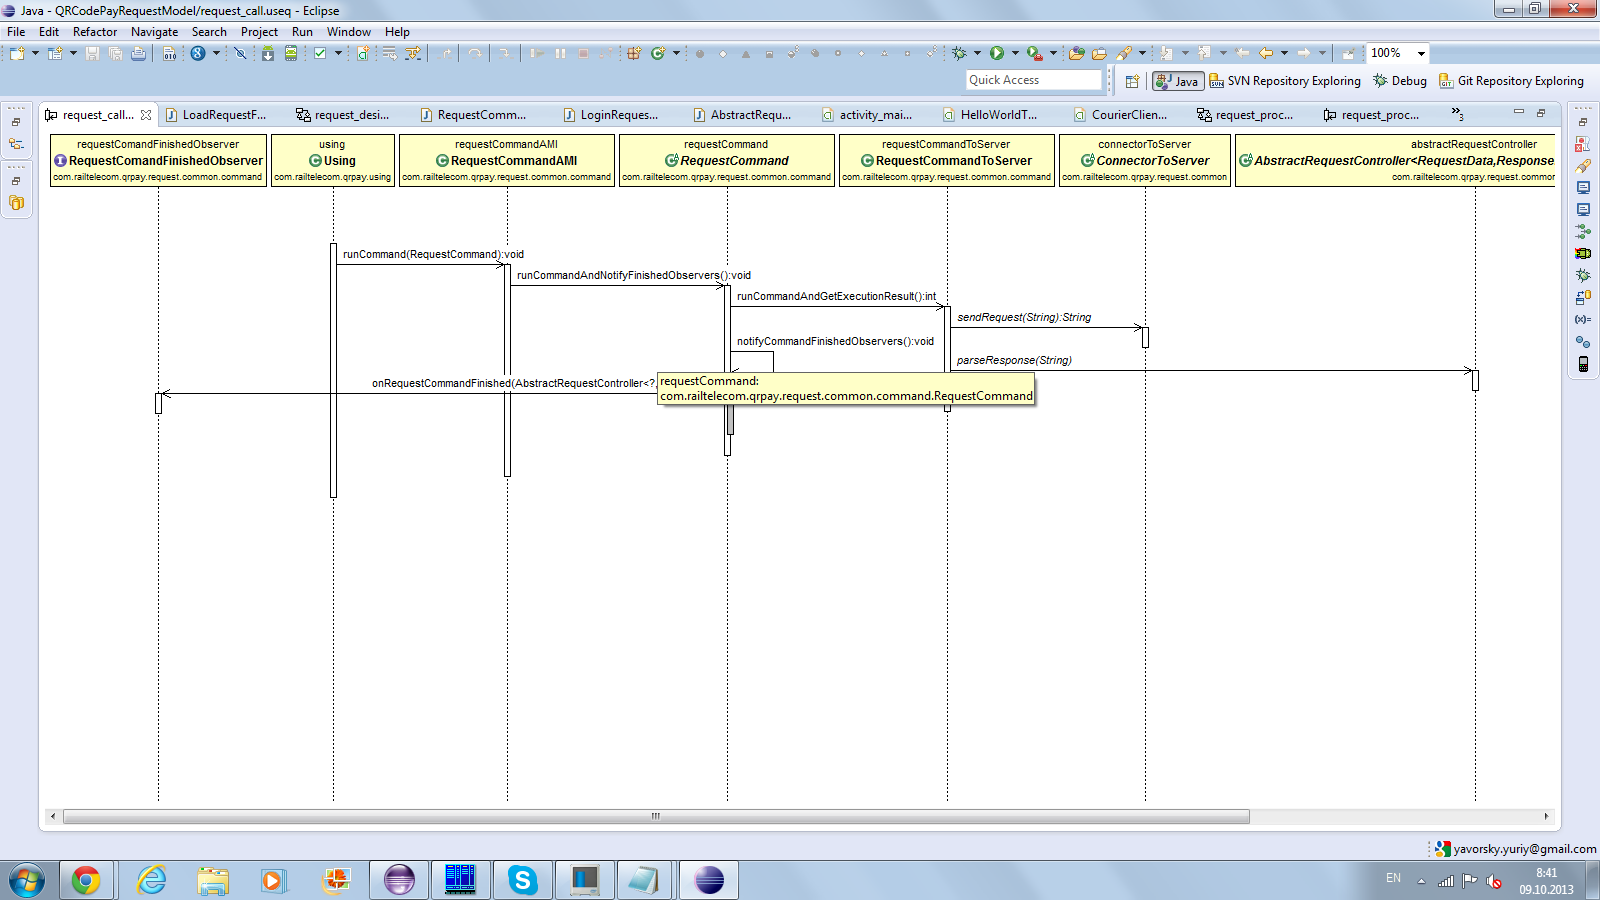 Java - QRCodePayRequestModel/request_call.useq - Eclipse
File Edit Refactor Navigate Search Project Run Window Help
100%
Quick Access
Java SVN Repository Exploring Debug Git Repository Exploring
request_call... LoadRequestF... request_desi... RequestComm... LoginReques... AbstractRequ... activity_mai... HelloWorldT... CourierClien... request_proc... request_proc... »3
requestComandFinishedObserver
RequestComandFinishedObserver
com.railtelecom.qrpay.request.common.command
using
Using
com.railtelecom.qrpay.using
requestCommandAMI
RequestCommandAMI
com.railtelecom.qrpay.request.common.command
requestCommand
RequestCommand
com.railtelecom.qrpay.request.common.command
requestCommandToServer
RequestCommandToServer
com.railtelecom.qrpay.request.common.command
connectorToServer
ConnectorToServer
com.railtelecom.qrpay.request.common
abstractRequestController
AbstractRequestController<RequestData,Response
com.railtelecom.qrpay.request.common
runCommand(RequestCommand):void
runCommandAndNotifyFinishedObservers():void
runCommandAndGetExecutionResult():int
sendRequest(String):String
notifyCommandFinishedObservers():void
parseResponse(String)
onRequestCommandFinished(AbstractRequestController<?,
requestCommand:
com.railtelecom.qrpay.request.common.command.RequestCommand
yavorsky.yuriy@gmail.com
EN
8:41
09.10.2013